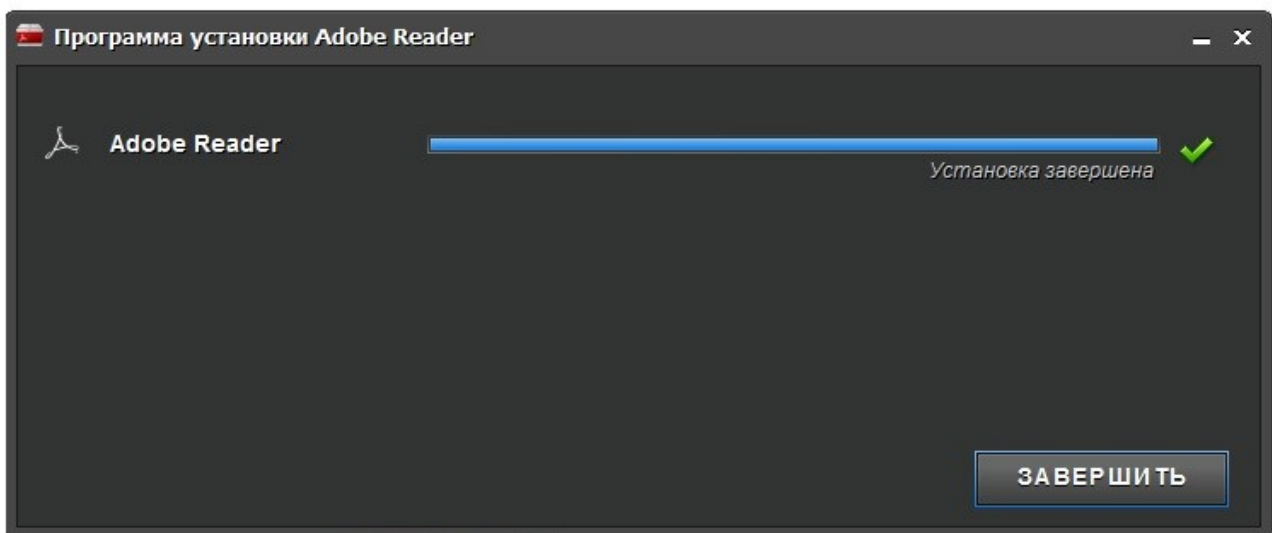 Программа установки Adobe Reader
Adobe Reader
Установка завершена
ЗАВЕРШИТЬ